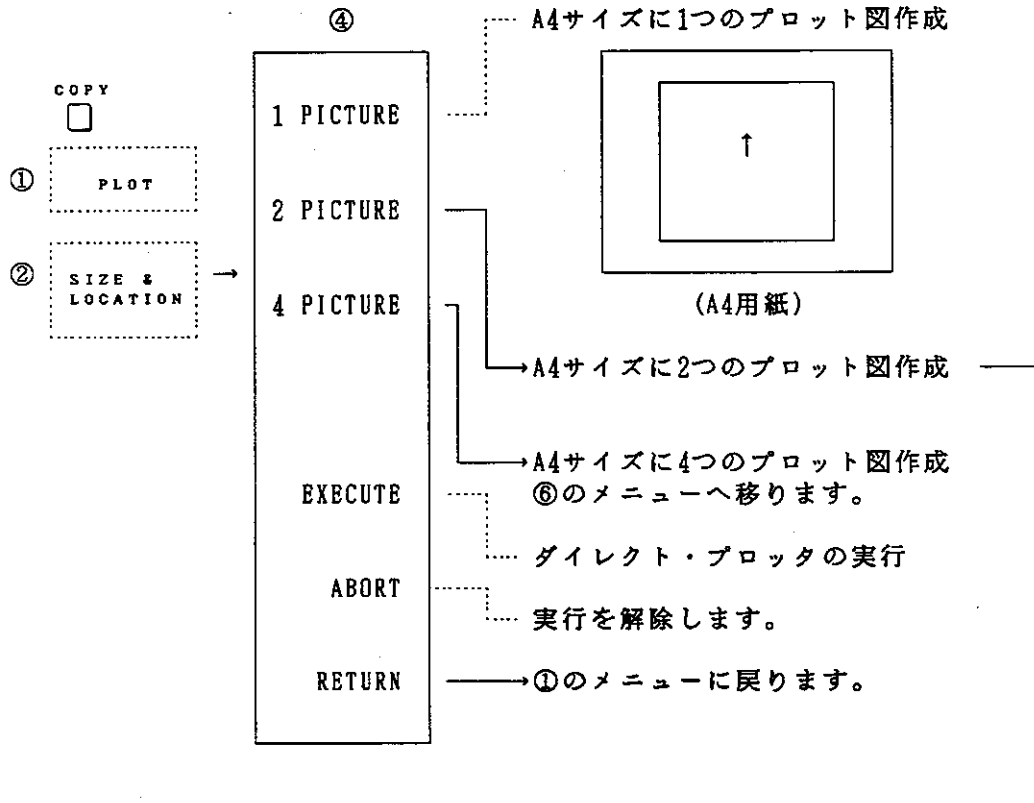 ④
A4サイズに1つのプロット図作成
COPY
1 PICTURE
↑
① PLOT
2 PICTURE
② SIZE &
LOCATION
→
4 PICTURE
(A4用紙)
A4サイズに2つのプロット図作成
A4サイズに4つのプロット図作成
EXECUTE
⑥のメニューへ移ります。
ダイレクト・プロッタの実行
ABORT
実行を解除します。
RETURN
①のメニューに戻ります。